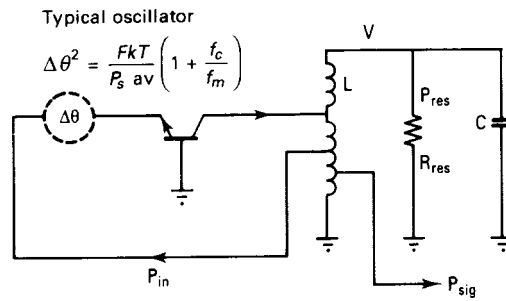 Typical oscillator
Δθ² = FkT / P_s av (1 + f_c / f_m)
Δθ
V
L
P_res
R_res
C
P_in
P_sig